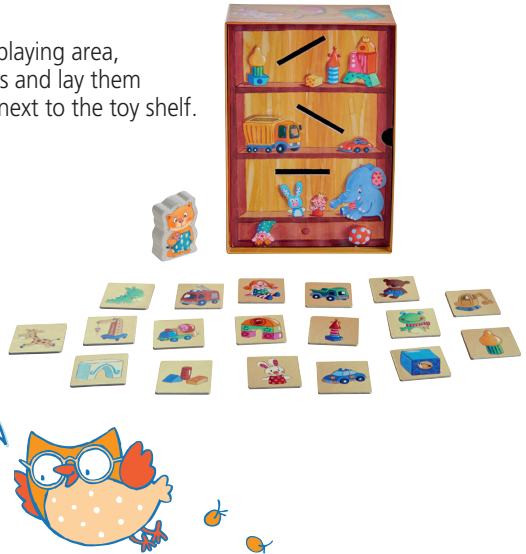 playing area,
s and lay them
next to the toy shelf.